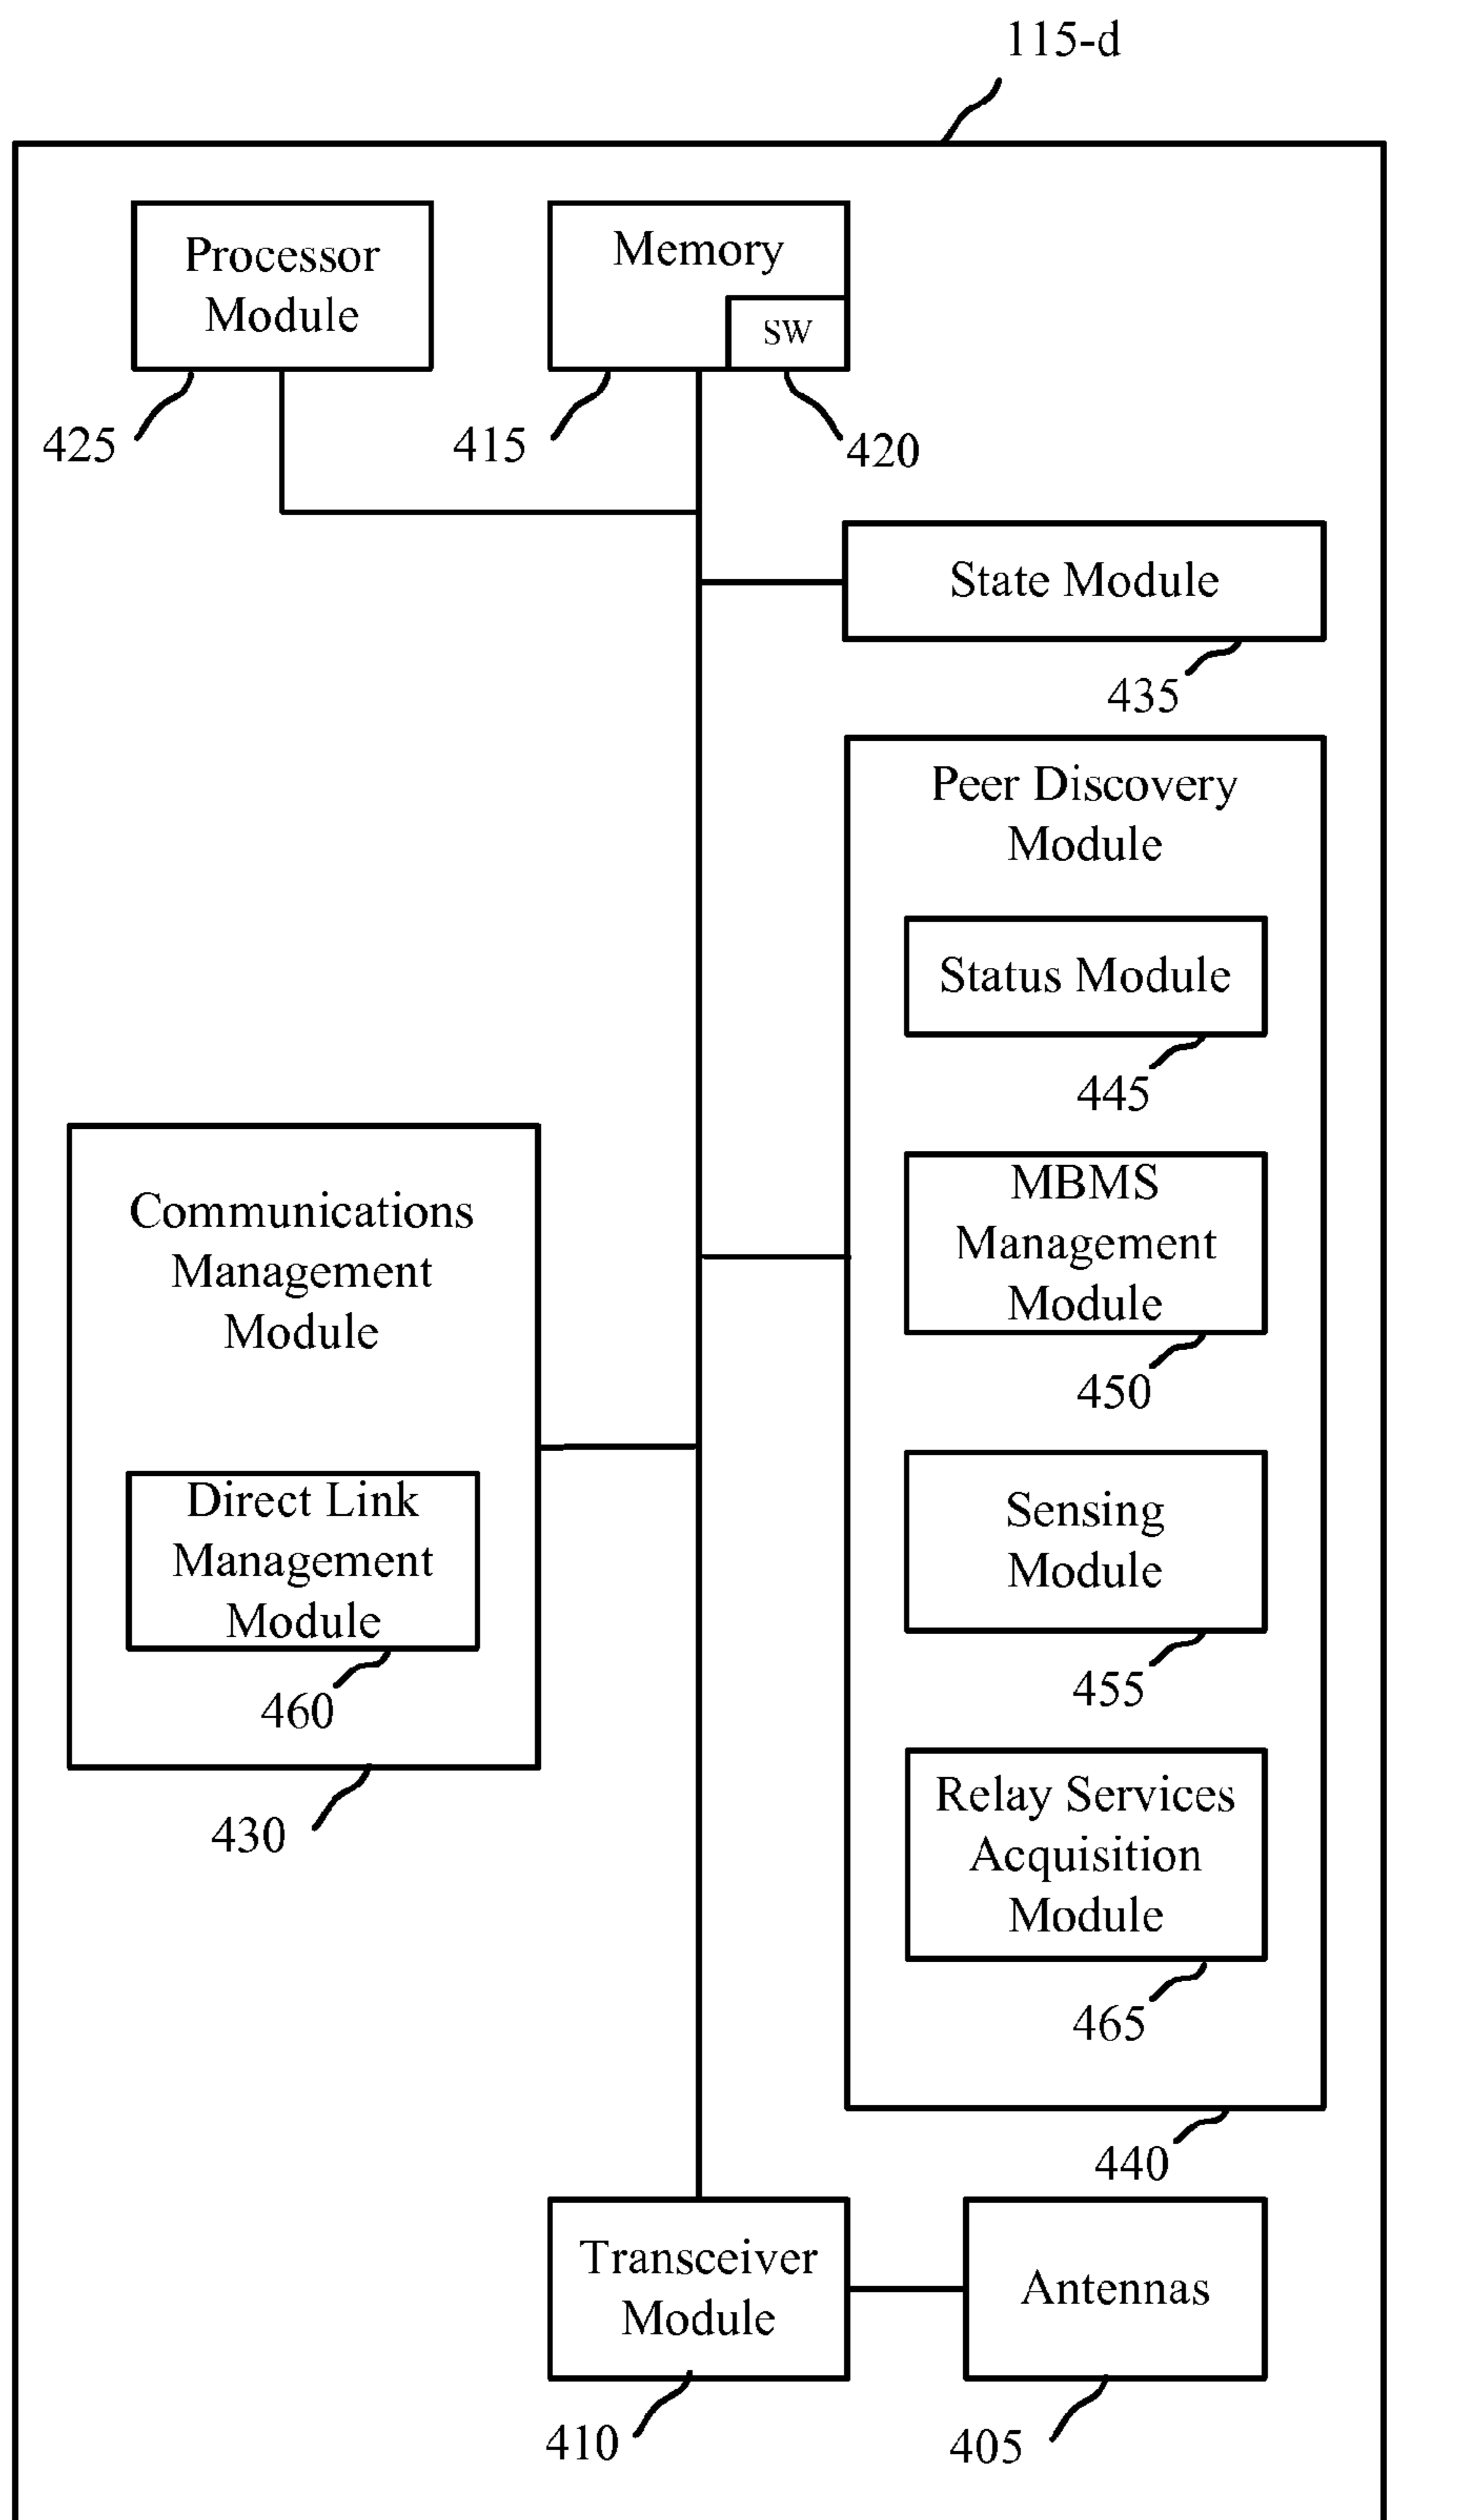 115-d
Processor
Module
Memory
SW
425
415
420
State Module
435
Peer Discovery
Module
Status Module
445
MBMS
Management
Module
450
Communications
Management
Module
Direct Link
Management
Module
460
430
Sensing
Module
455
Relay Services
Acquisition
Module
465
440
Transceiver
Module
410
Antennas
405